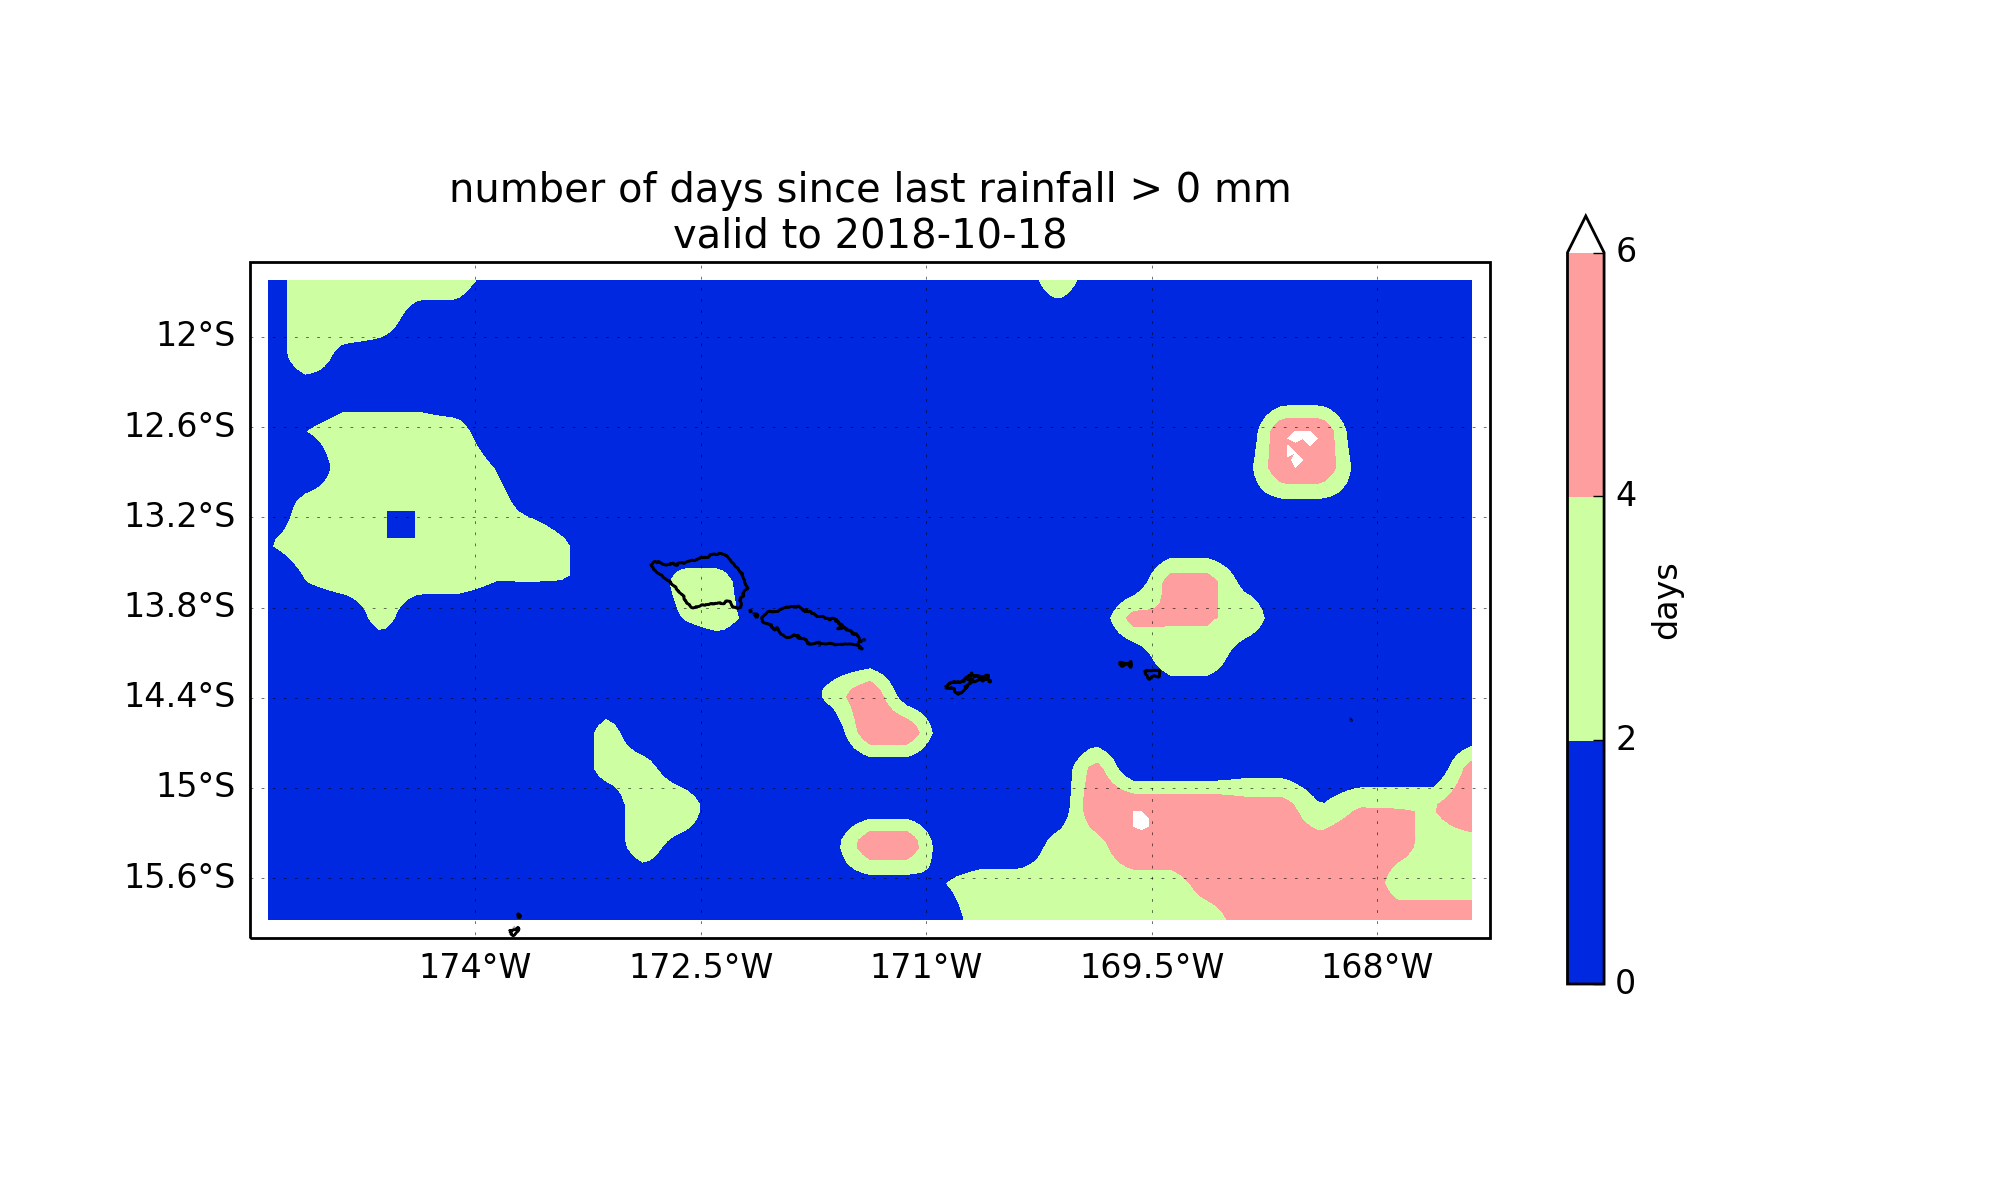 number of days since last rainfall > 0 mm
valid to 2018-10-18
12°S
12.6°S
13.2°S
13.8°S
14.4°S
15°S
15.6°S
174°W
172.5°W
171°W
169.5°W
168°W
6
4
2
0
days